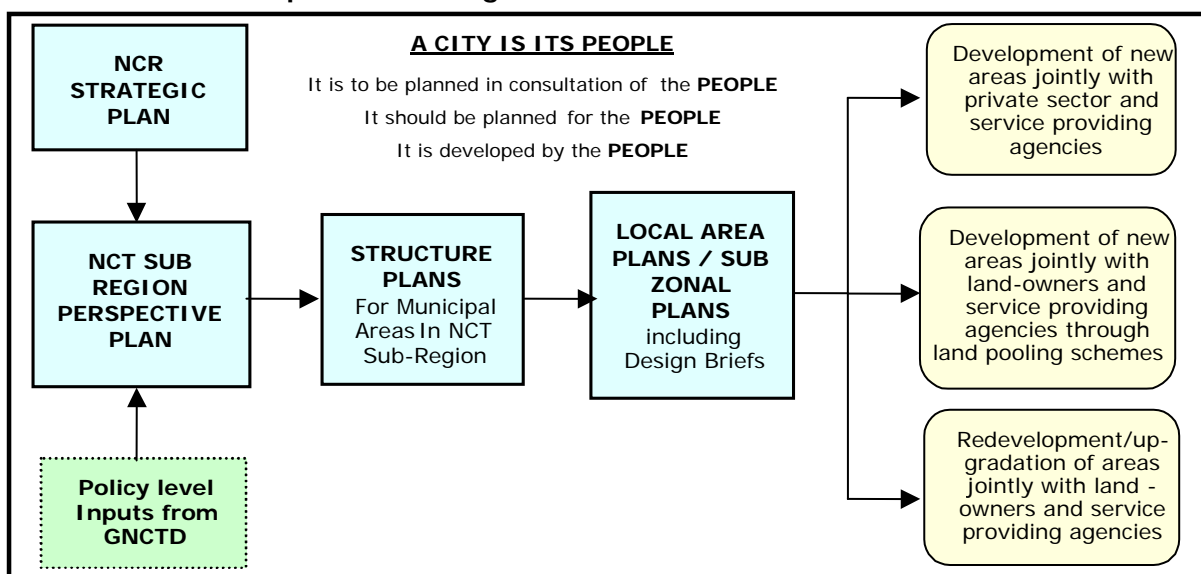 NCR
STRATEGIC
PLAN
A CITY IS ITS PEOPLE
It is to be planned in consultation of the PEOPLE
It should be planned for the PEOPLE
It is developed by the PEOPLE
NCT SUB
REGION
PERSPECTIVE
PLAN
Policy level
Inputs from
GNCTD
STRUCTURE
PLANS
For Municipal
Areas In NCT
Sub-Region
LOCAL AREA
PLANS / SUB
ZONAL
PLANS
including
Design Briefs
Development of new
areas jointly with
private sector and
service providing
agencies
Development of new
areas jointly with
land-owners and
service providing
agencies through
land pooling schemes
Redevelopment/up-
gradation of areas
jointly with land -
owners and service
providing agencies